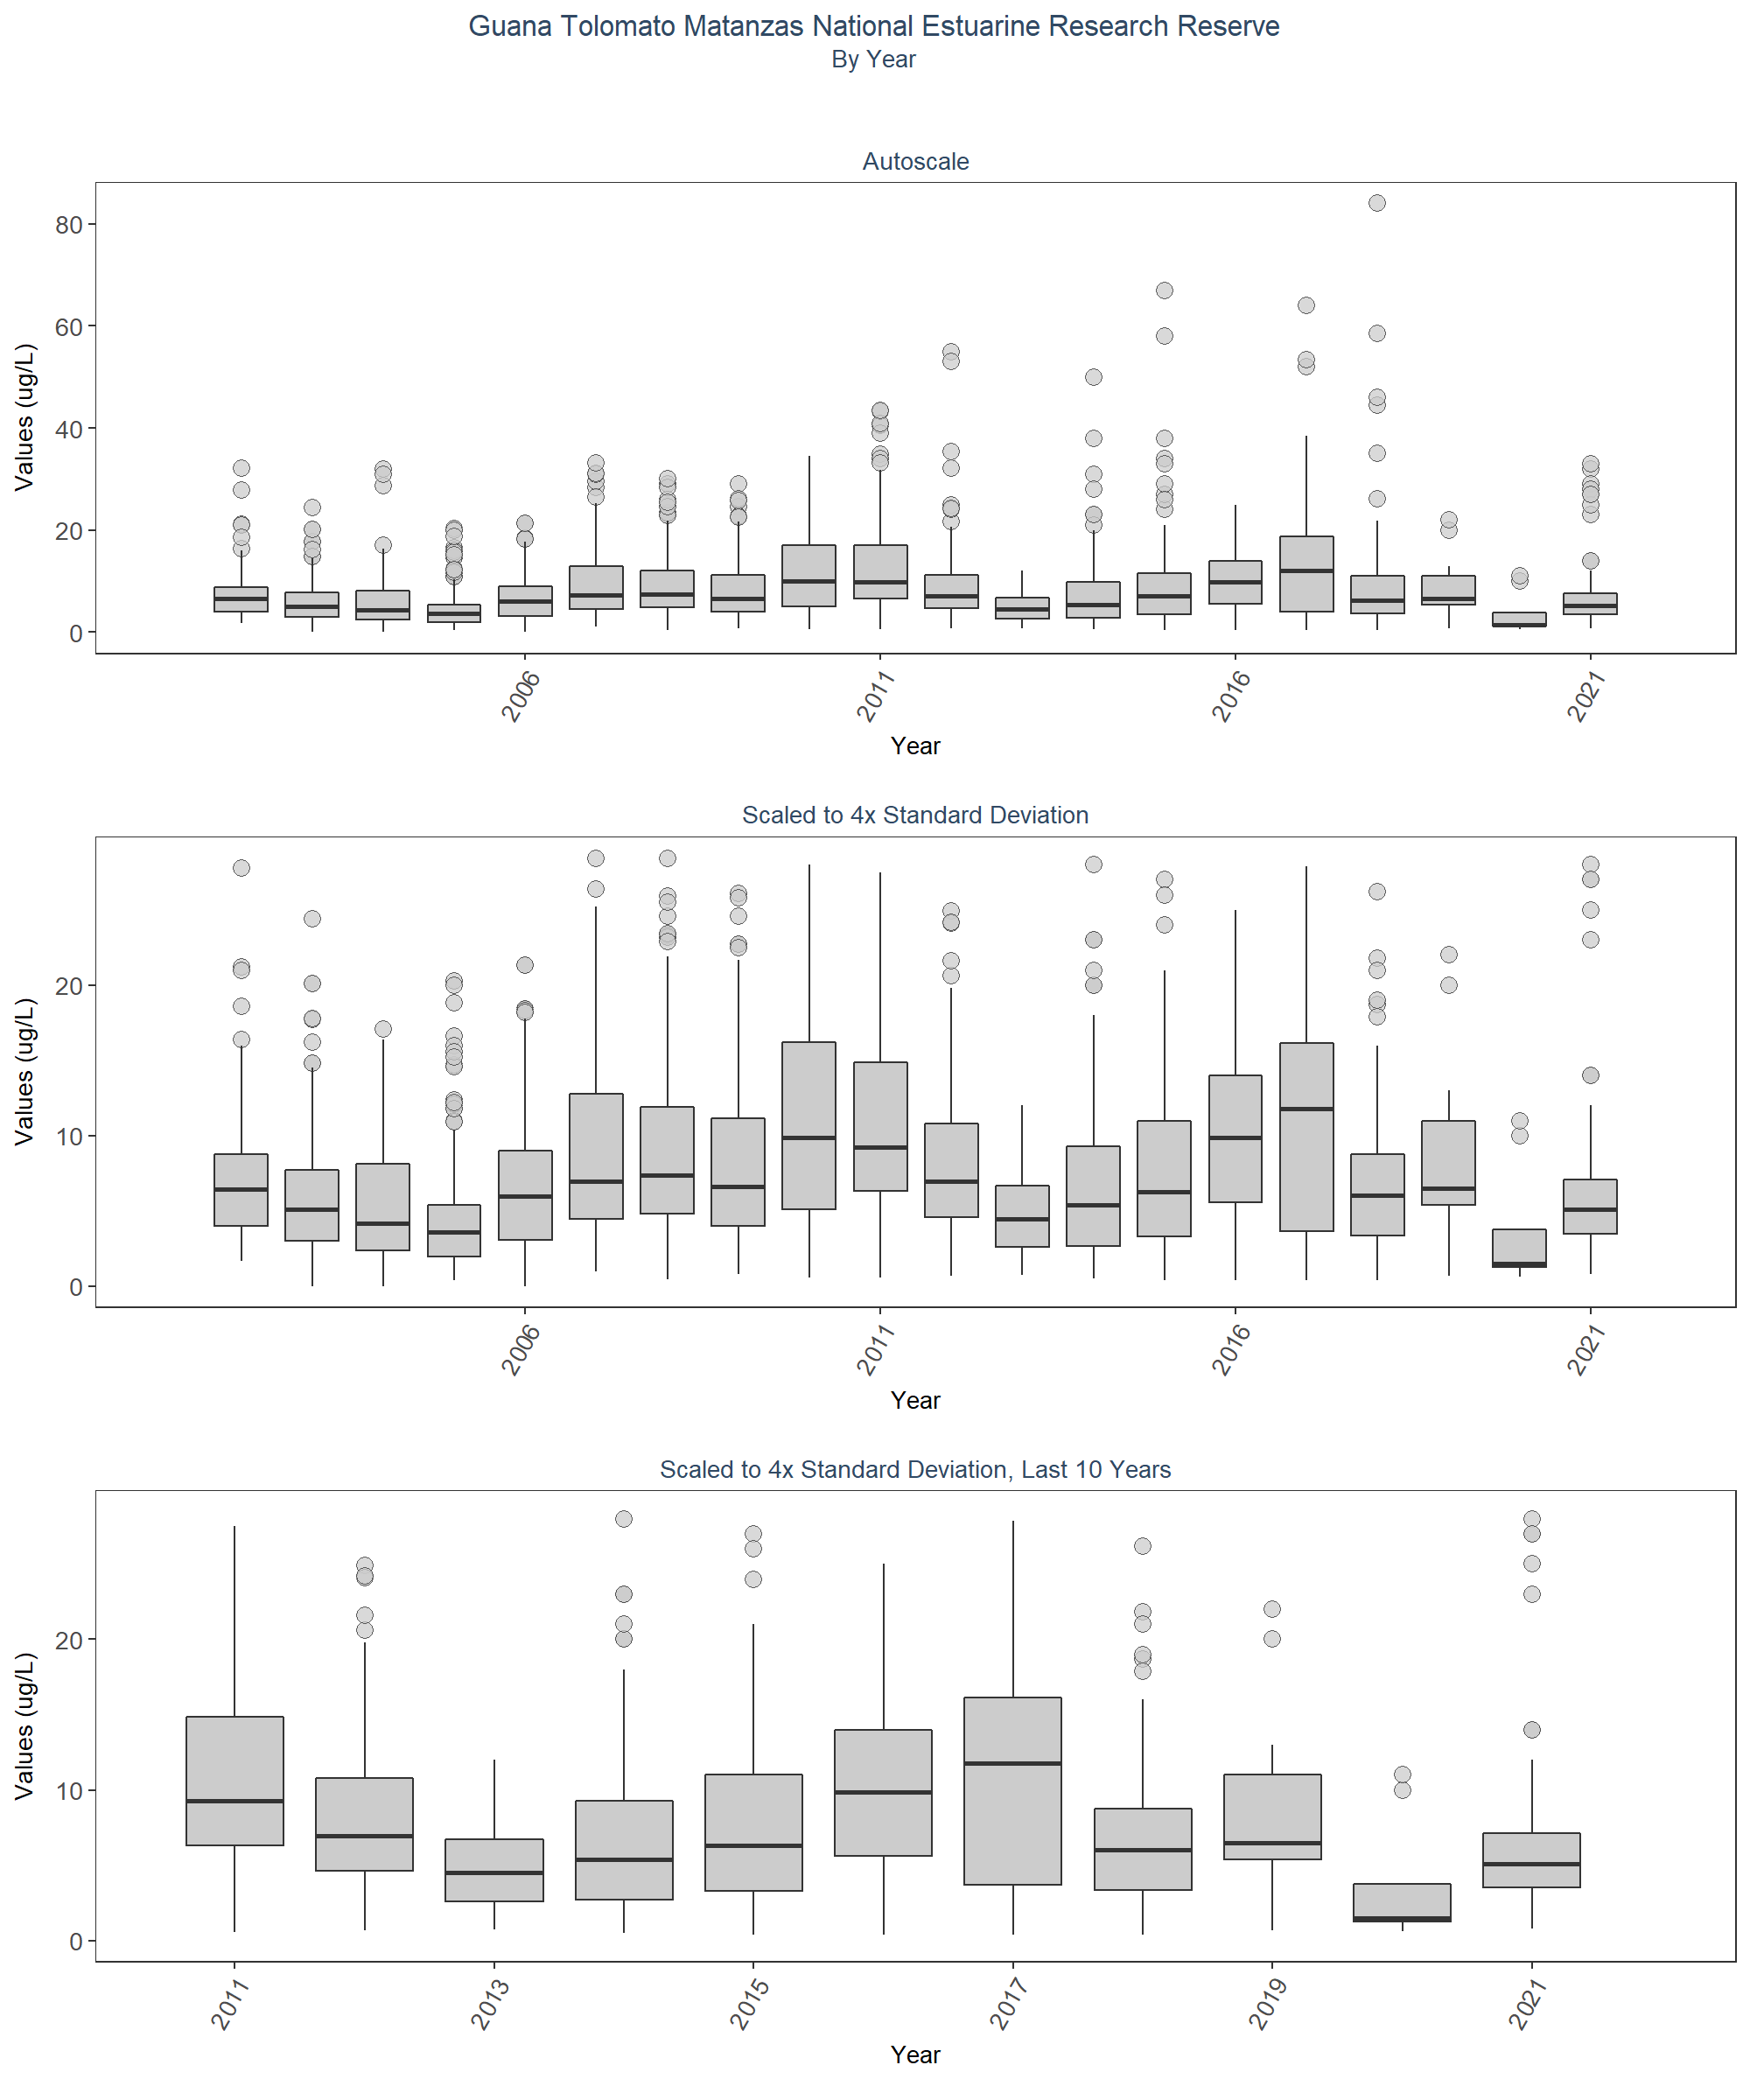 Guana Tolomato Matanzas National Estuarine Research Reserve
By Year
Autoscale
Values (ug/L)
80
60
40
20
0
2006
2011
2016
2021
Year
Scaled to 4x Standard Deviation
Values (ug/L)
20
10
0
2006
2011
2016
2021
Year
Scaled to 4x Standard Deviation, Last 10 Years
Values (ug/L)
20
10
0
2011
2013
2015
2017
2019
2021
Year